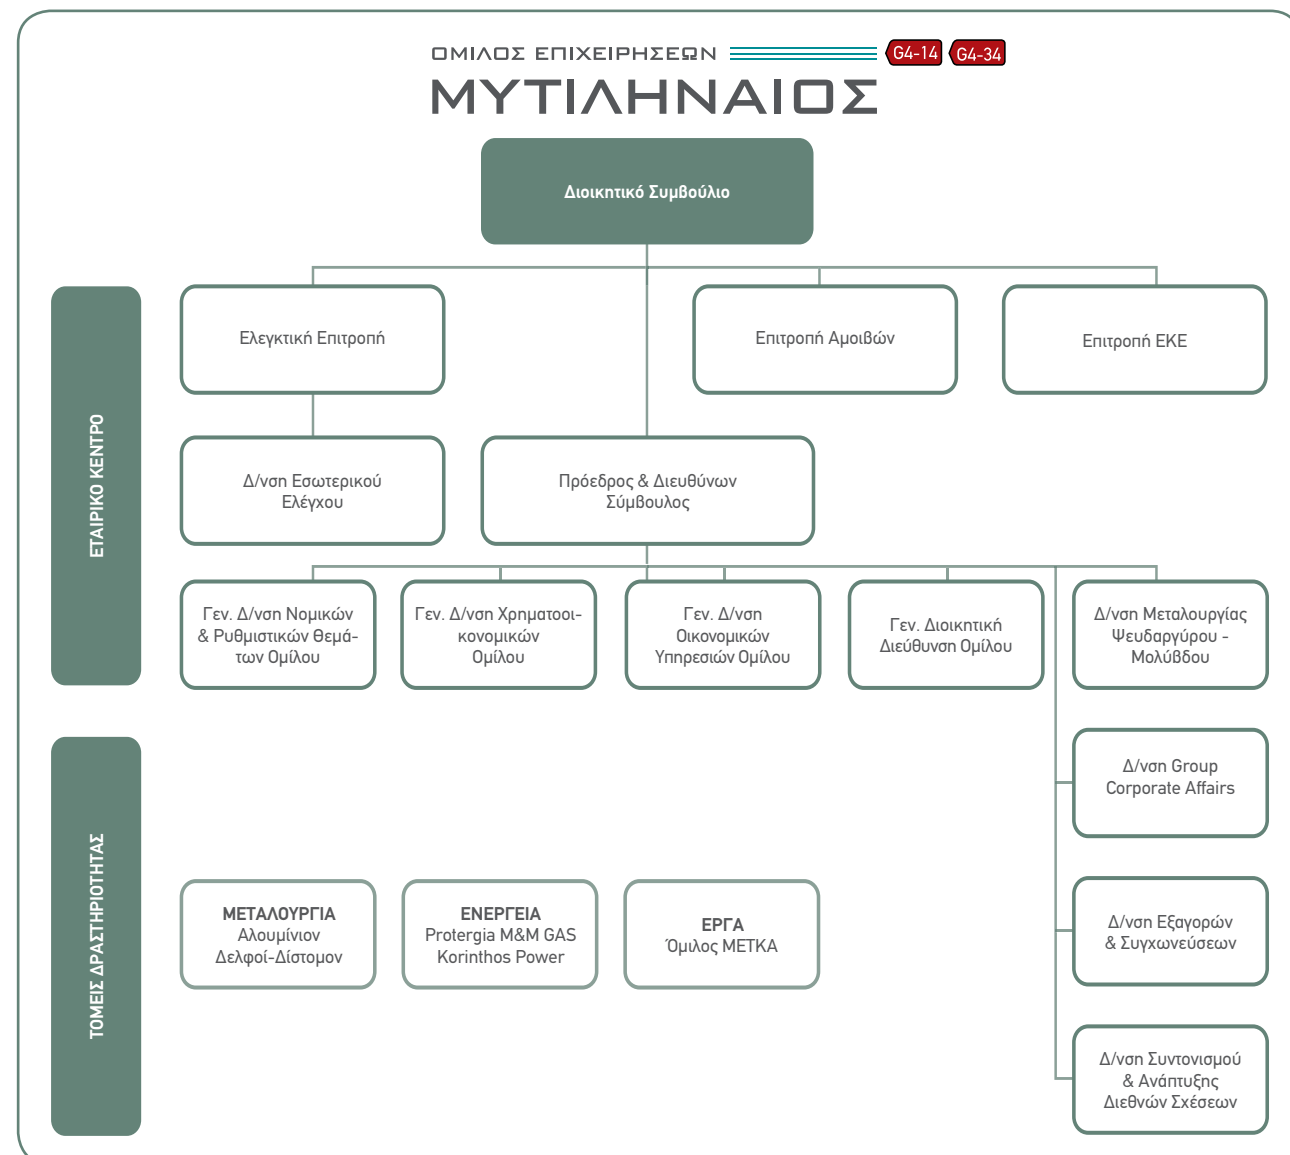 ΟΜΙΛΟΣ ΕΠΙΧΕΙΡΗΣΕΩΝ
G4-14
G4-34
ΜΥΤΙΛΗΝΑΙΟΣ
Διοικητικό Συμβούλιο
ΕΤΑΙΡΙΚΟ ΚΕΝΤΡΟ
Ελεγκτική Επιτροπή
Επιτροπή Αμοιβών
Επιτροπή ΕΚΕ
Δ/νση Εσωτερικού
Ελέγχου
Πρόεδρος & Διευθύνων
Σύμβουλος
Γεν. Δ/νση Νομικών
& Ρυθμιστικών Θεμά-
των Ομίλου
Γεν. Δ/νση Χρηματοοι-
κονομικών
Ομίλου
Γεν. Δ/νση
Οικονομικών
Υπηρεσιών Ομίλου
Γεν. Διοικητική
Διεύθυνση Ομίλου
Δ/νση Μεταλουργίας
Ψευδαργύρου -
Μολύβδου
Δ/νση Group
Corporate Affairs
Δ/νση Εξαγορών
& Συγχωνεύσεων
Δ/νση Συντονισμού
& Ανάπτυξης
Διεθνών Σχέσεων
ΤΟΜΕΙΣ ΔΡΑΣΤΗΡΙΟΤΗΤΑΣ
ΜΕΤΑΛΟΥΡΓΙΑ
Αλουμίνιον
Δελφοί-Δίστομον
ΕΝΕΡΓΕΙΑ
Protergia M&M GAS
Korinthos Power
ΕΡΓΑ
Όμιλος ΜΕΤΚΑ